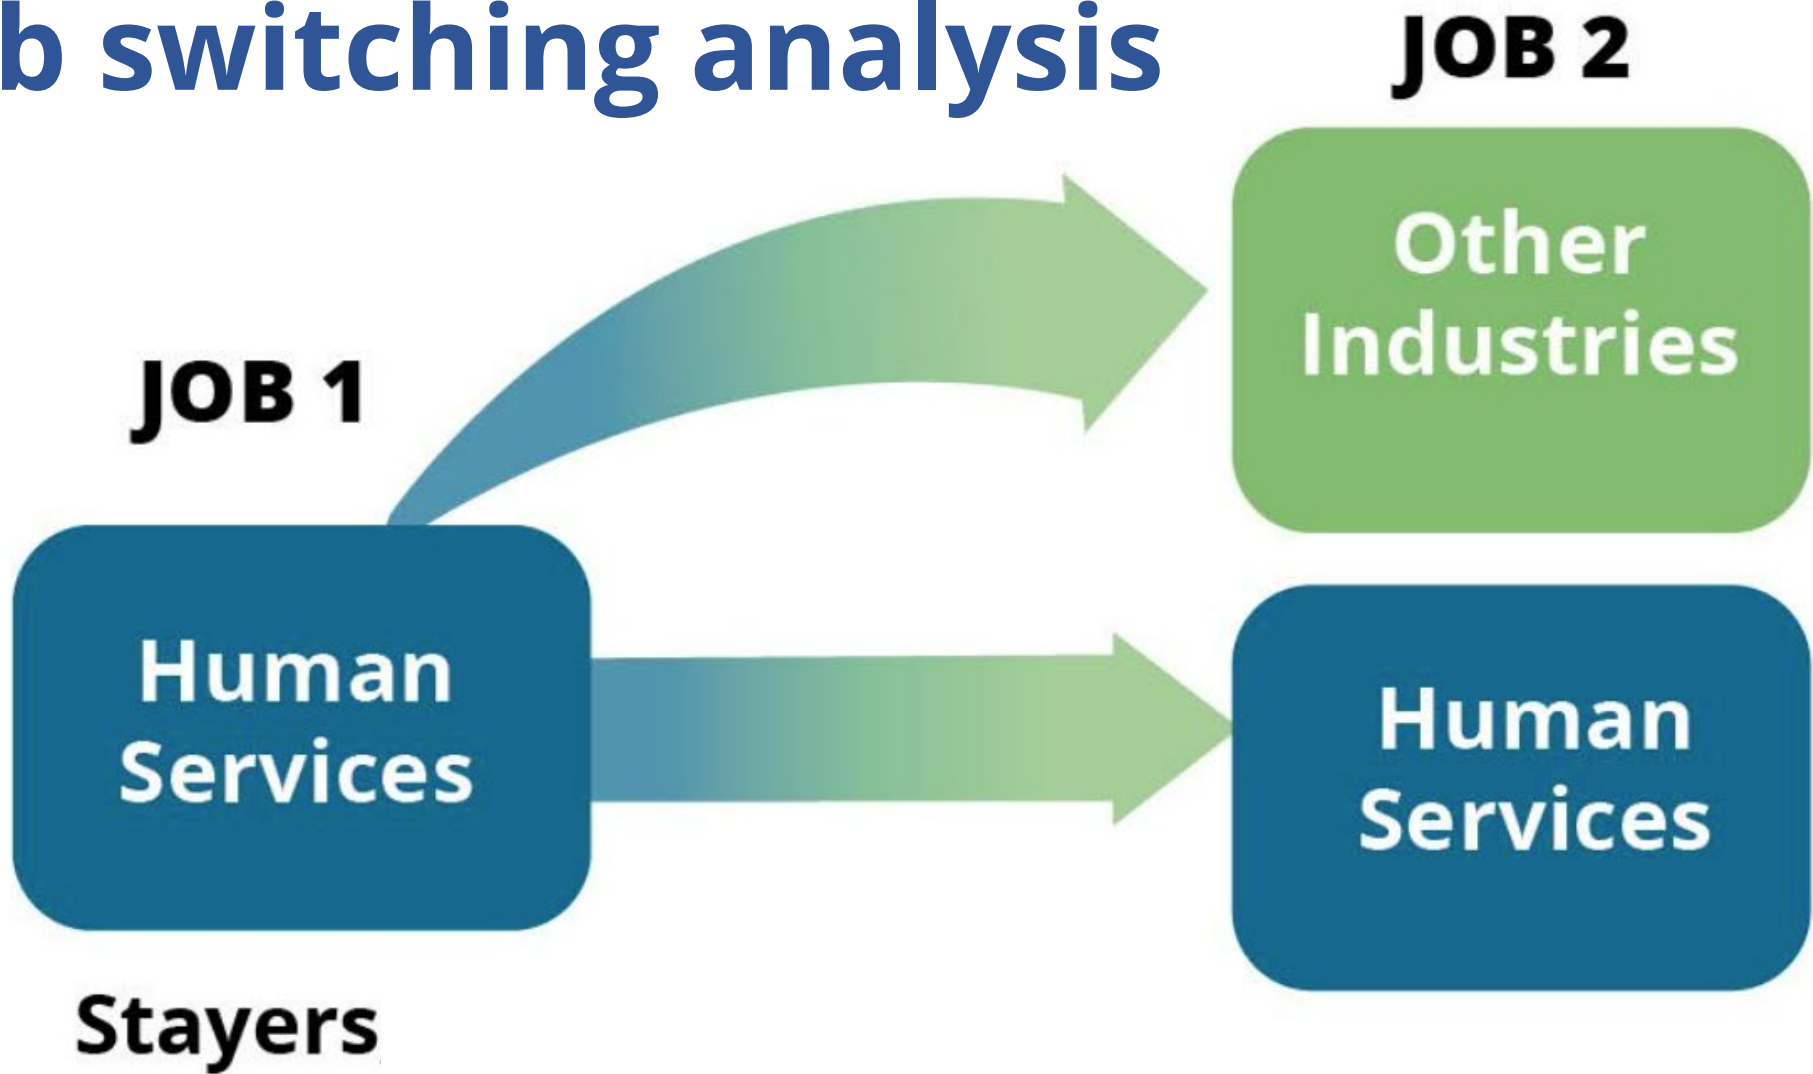 b switching analysis
JOB 2
Other
Industries
JOB 1
Human
Services
Human
Services
Stayers